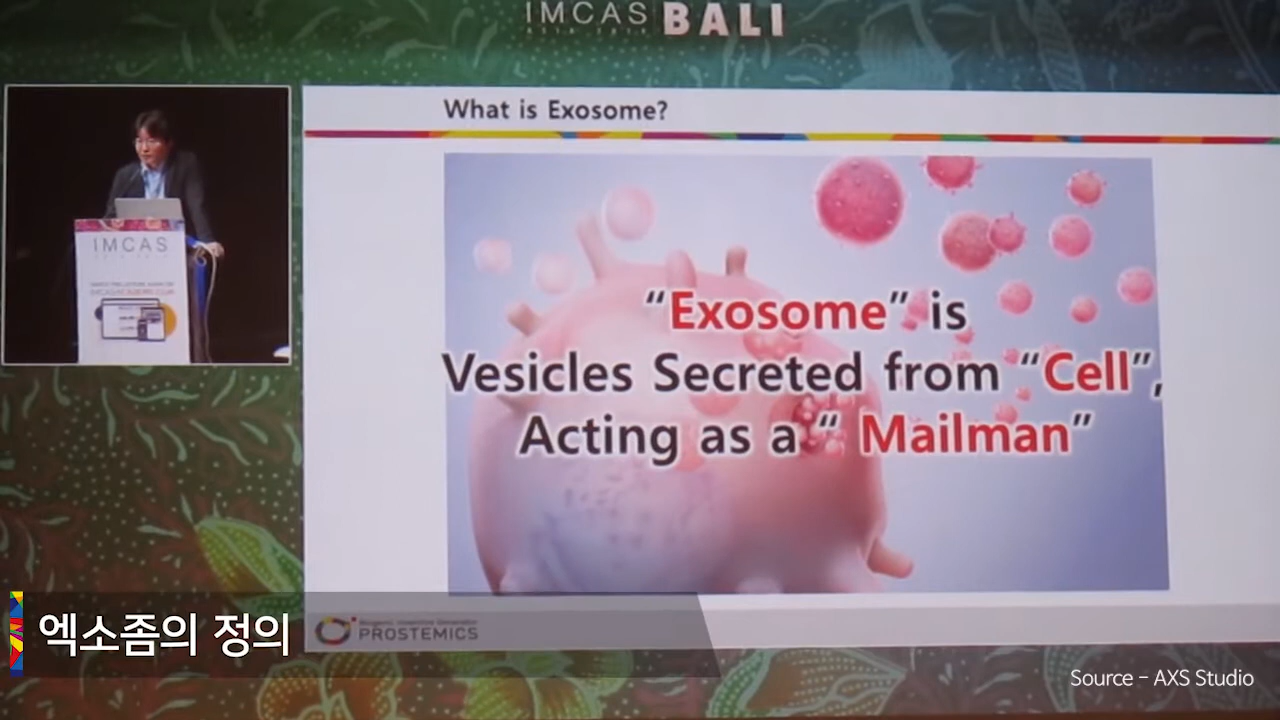 IMCAS BALI
What is Exosome?
IMCAS
"Exosome" is
Vesicles Secreted from "Cell",
Acting as a " Mailman"
PROSTEMICS
엑소좀의 정의
Source - AXS Studio